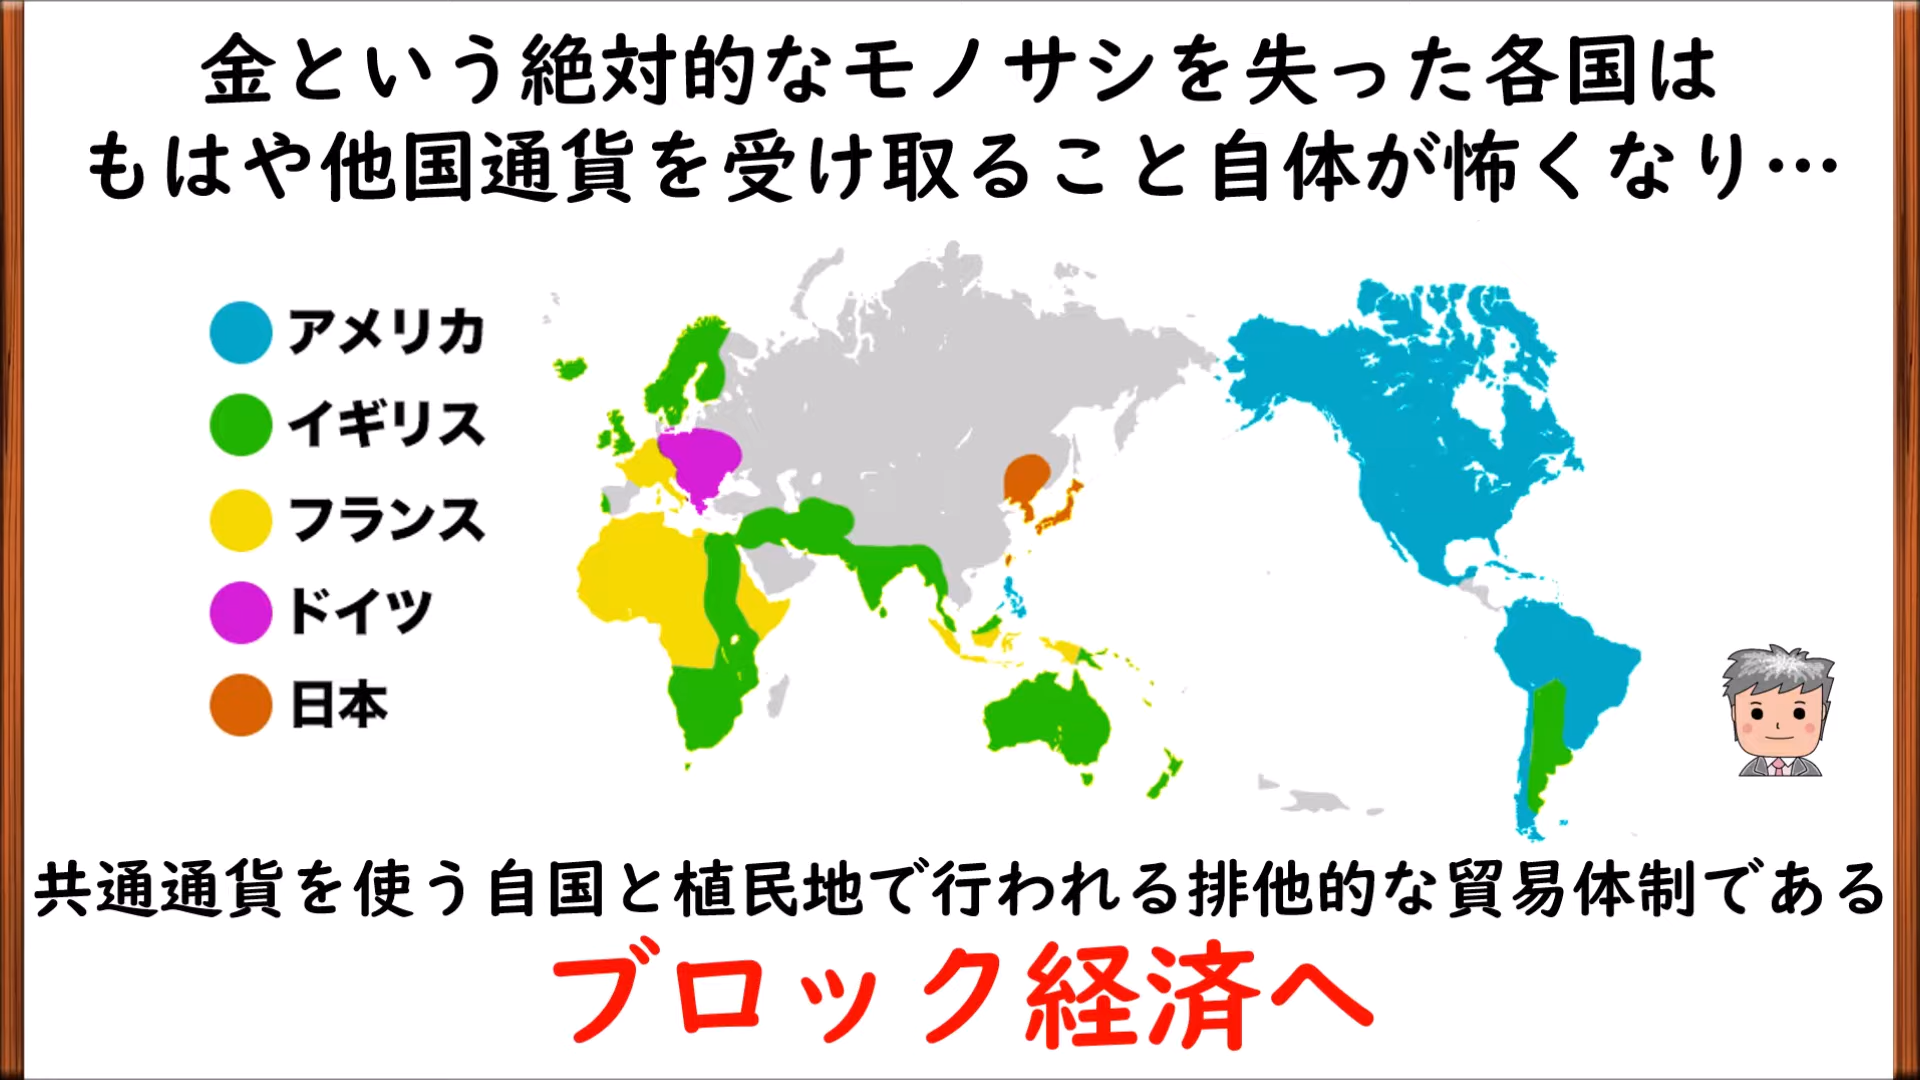 金という絶対的なモノサシを失った各国は
もはや他国通貨を受け取ること自体が怖くなり…
アメリカ
イギリス
フランス
ドイツ
日本
共通通貨を使う自国と植民地で行われる排他的な貿易体制である
ブロック経済へ